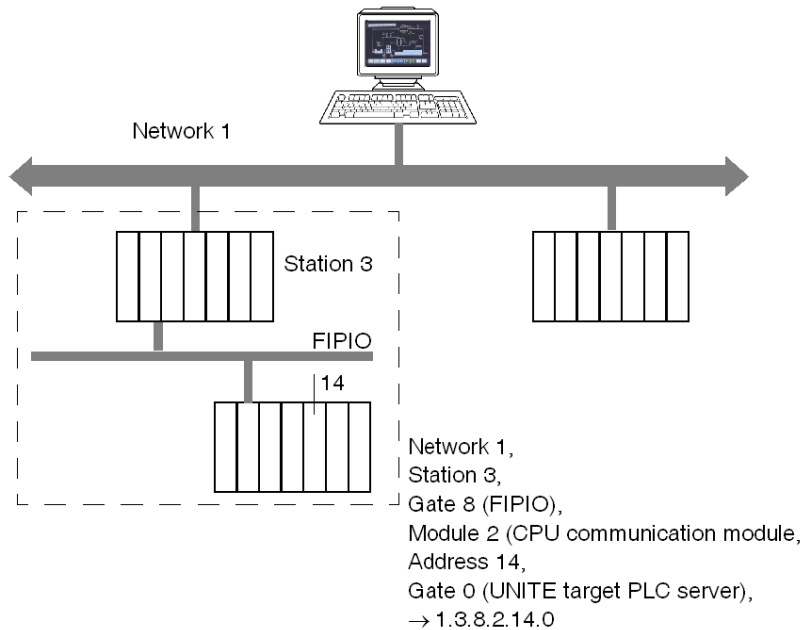 Network 1
Station 3
FIPIO
14
Network 1,
Station 3,
Gate 8 (FIPIO),
Module 2 (CPU communication module,
Address 14,
Gate 0 (UNITE target PLC server),
→ 1.3.8.2.14.0